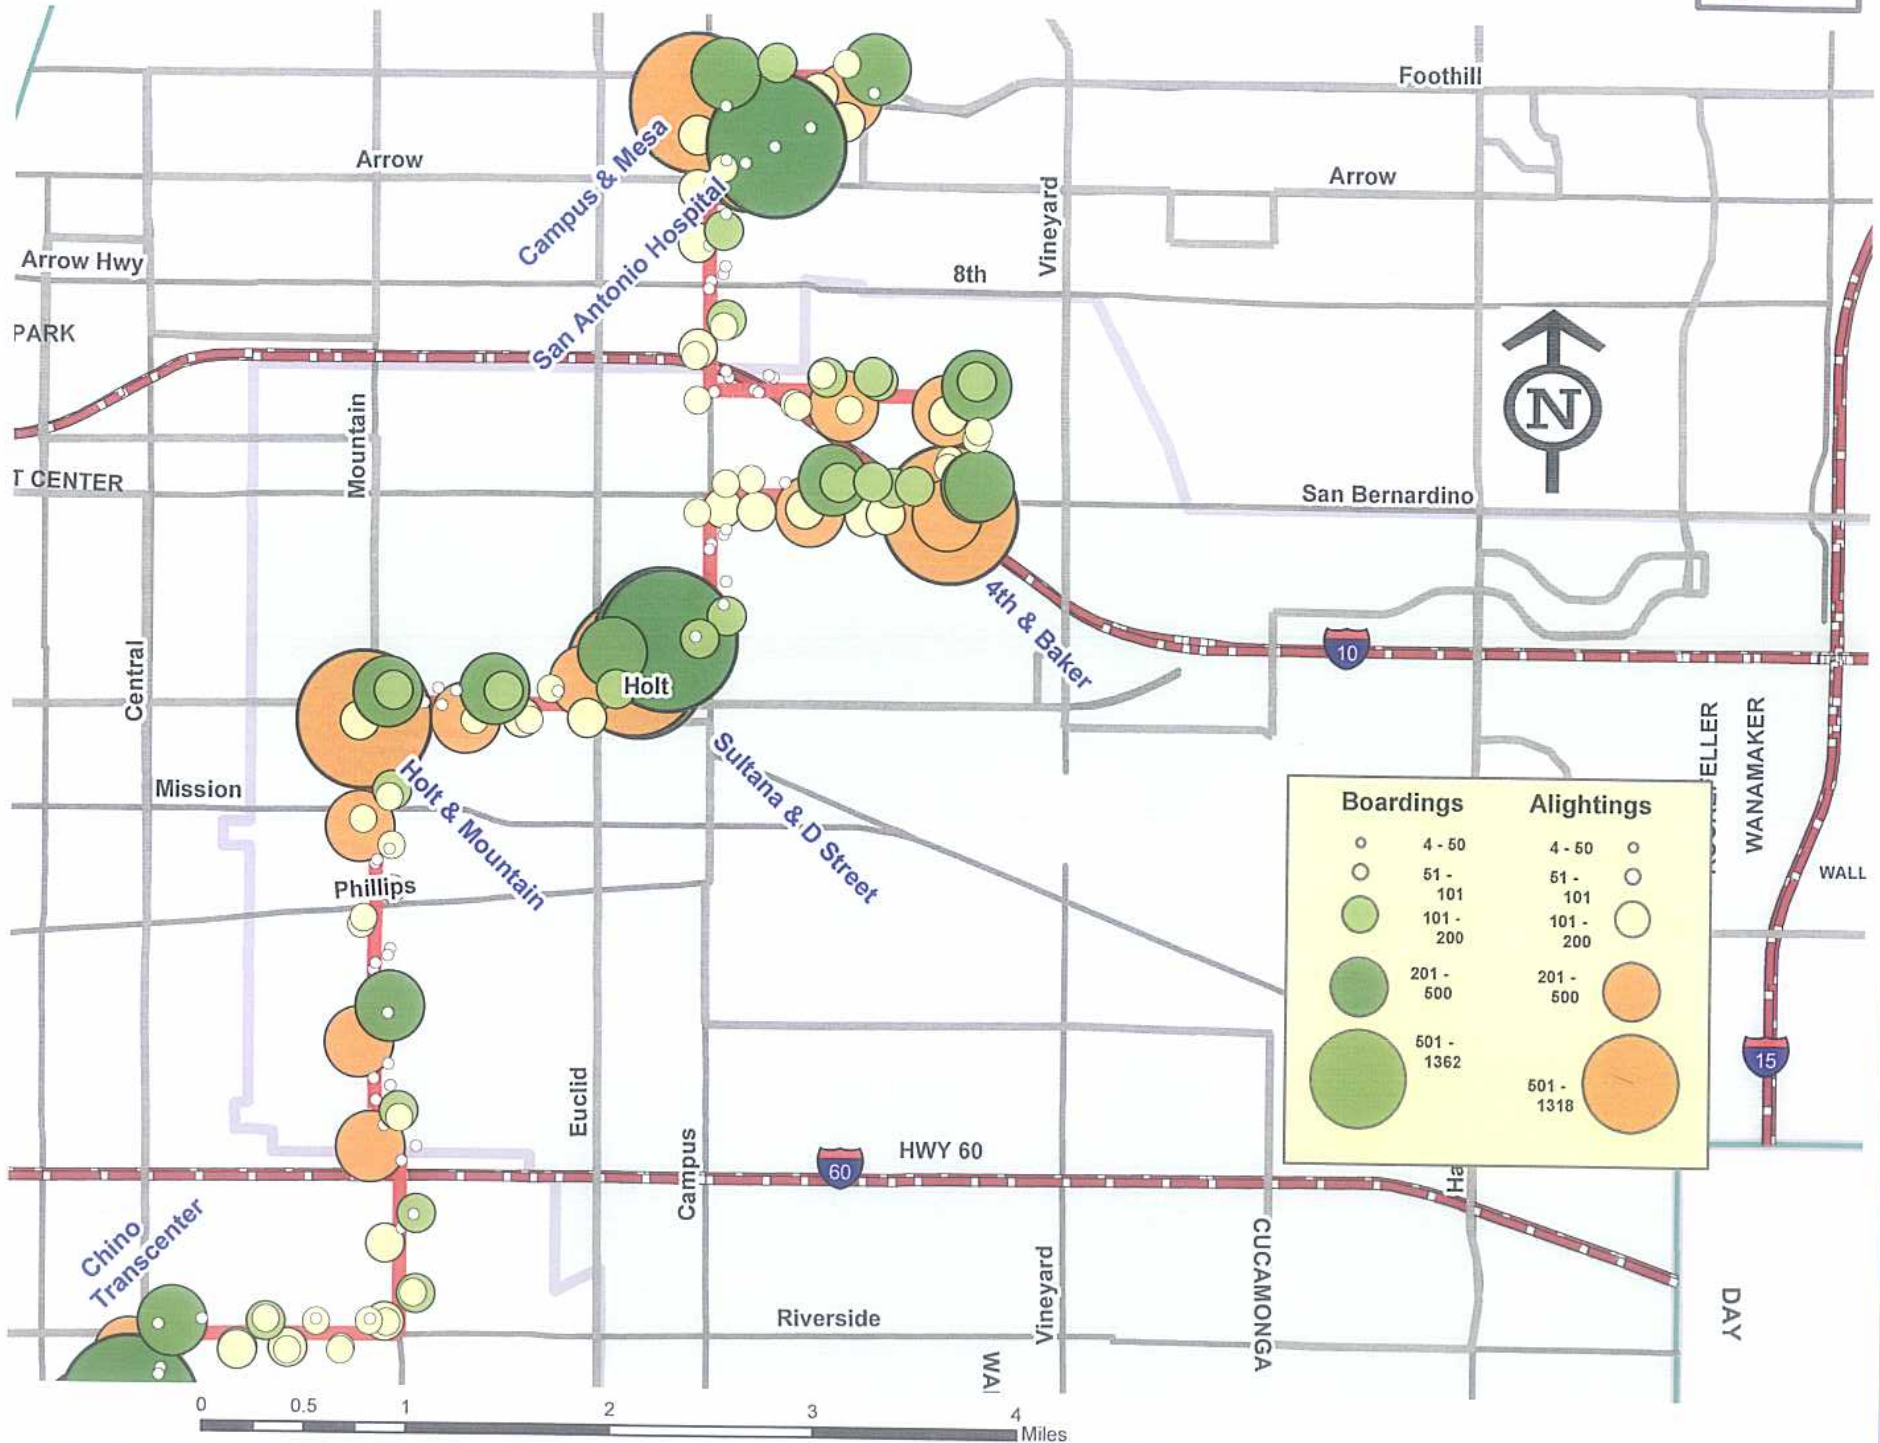 Foothill
Arrow
Arrow
Campus & Mesa
San Antonio Hospital
Vineyard
Arrow Hwy
8th
PARK
N
Mountain
T CENTER
San Bernardino
4th & Baker
10
Central
Holt
Holt & Mountain
Sultana & D Street
WANAMAKER
Mission
Phillips
WALL
Boardings
Alightings
4 - 50
4 - 50
51 -
101
51 -
101
101 -
200
101 -
200
201 -
500
201 -
500
501 -
1362
501 -
1318
15
Euclid
Campus
HWY 60
60
Chino
Transcenter
Vineyard
CUCAMONGA
DAY
Riverside
0
0.5
1
2
3
4
Miles